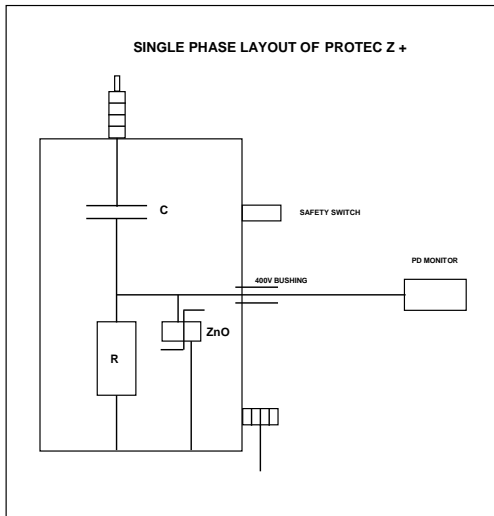 SINGLE PHASE LAYOUT OF PROTEC Z +
C
SAFETY SWITCH
PD MONITOR
400V BUSHING
ZnO
R